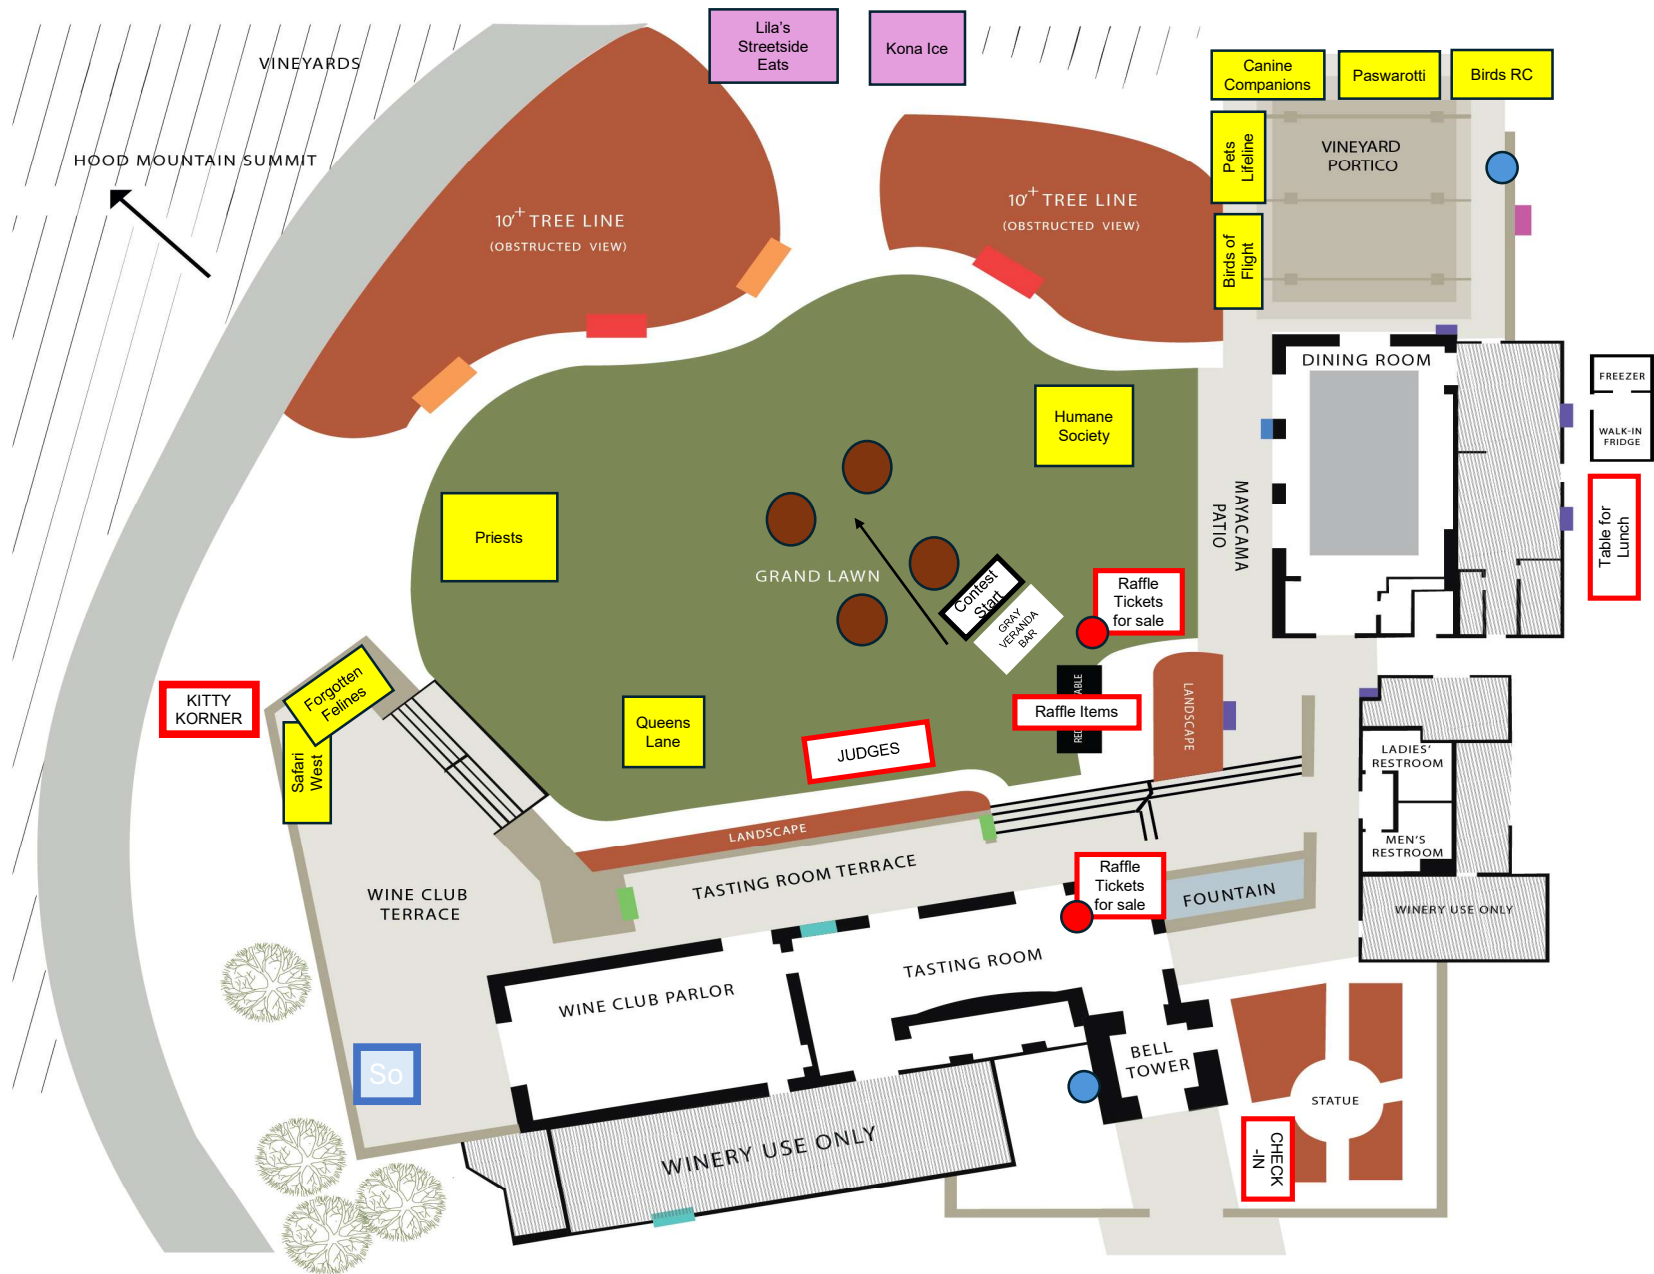 Lila's
Streetside
Eats
Kona Ice
VINEYARDS
Canine
Companions
Paswarotti
Birds RC
HOOD MOUNTAIN SUMMIT
Pets
Lifeline
VINEYARD
PORTICO
10'+ TREE LINE
(OBSTRUCTED VIEW)
10'+ TREE LINE
(OBSTRUCTED VIEW)
Birds of
Flight
DINING ROOM
FREEZER
WALK-IN
FRIDGE
Humane
Society
Priests
MAYACAMA
PATIO
Table for
Lunch
GRAND LAWN
Contest
Start
GRAY
VERANDA
BAR
Raffle
Tickets
for sale
KITTY
KORNER
Forgotten
Felines
Safari
West
Queens
Lane
JUDGES
Raffle Items
LANDSCAPE
LADIES'
RESTROOM
MEN'S
RESTROOM
LANDSCAPE
TASTING ROOM TERRACE
Raffle
Tickets
for sale
FOUNTAIN
WINE CLUB
TERRACE
WINERY USE ONLY
TASTING ROOM
WINE CLUB PARLOR
So
BELL
TOWER
STATUE
CHECK
-IN
WINERY USE ONLY